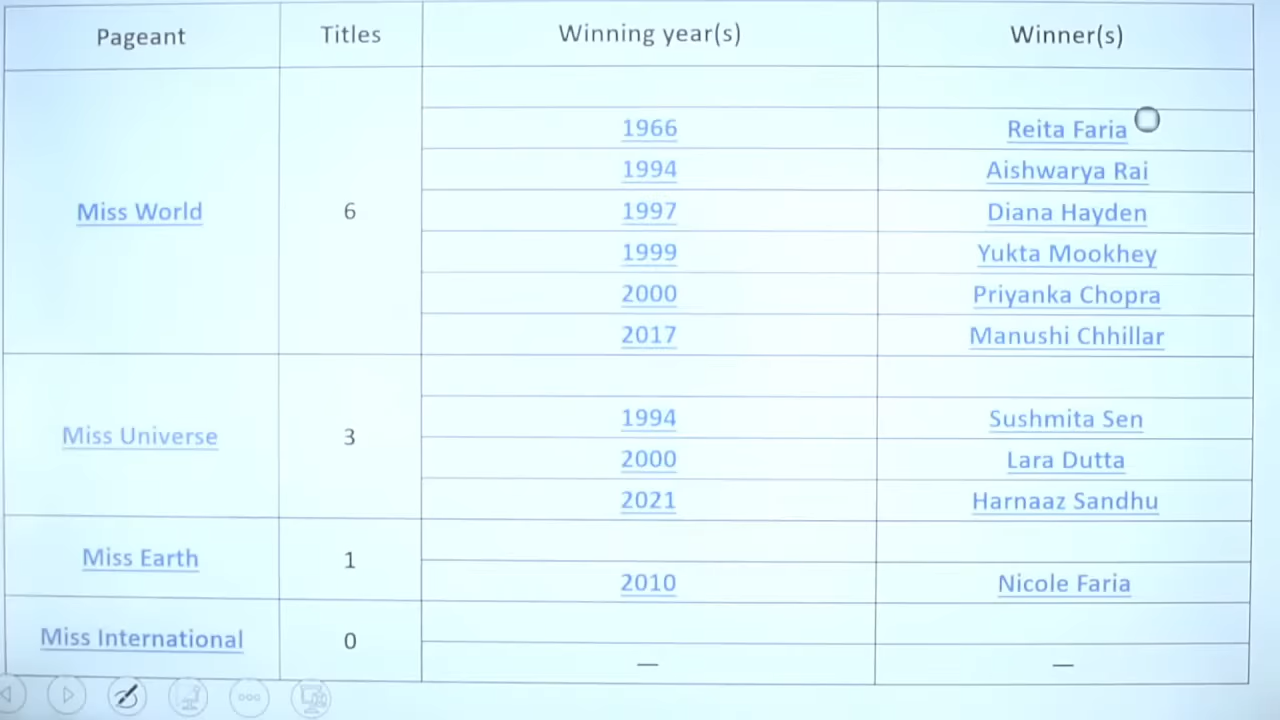 Pageant Titles Winning year(s) Winner(s)
Miss World 6
1966 Reita Faria
1994 Aishwarya Rai
1997 Diana Hayden
1999 Yukta Mookhey
2000 Priyanka Chopra
2017 Manushi Chhillar
Miss Universe 3
1994 Sushmita Sen
2000 Lara Dutta
2021 Harnaaz Sandhu
Miss Earth 1
2010 Nicole Faria
Miss International 0
— —